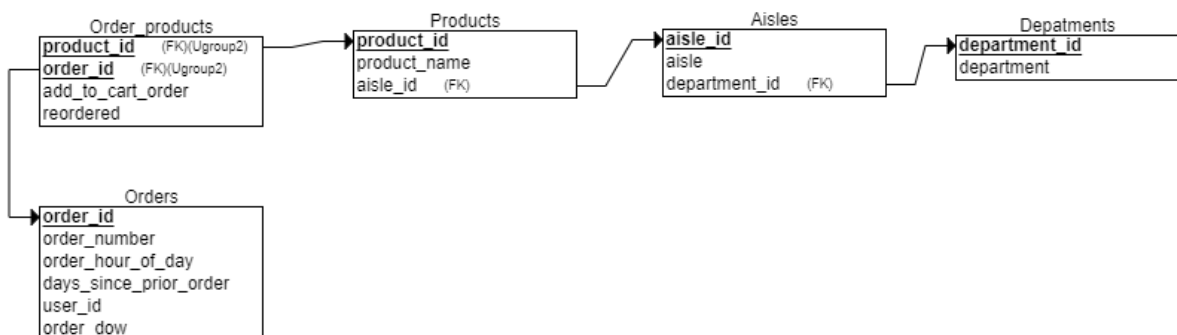 Order_products
product_id (FK)(Ugroup2)
order_id (FK)(Ugroup2)
add_to_cart_order
reordered
Products
product_id
product_name
aisle_id (FK)
Aisles
aisle_id
aisle
department_id (FK)
Depatments
department_id
department
Orders
order_id
order_number
order_hour_of_day
days_since_prior_order
user_id
order_dow